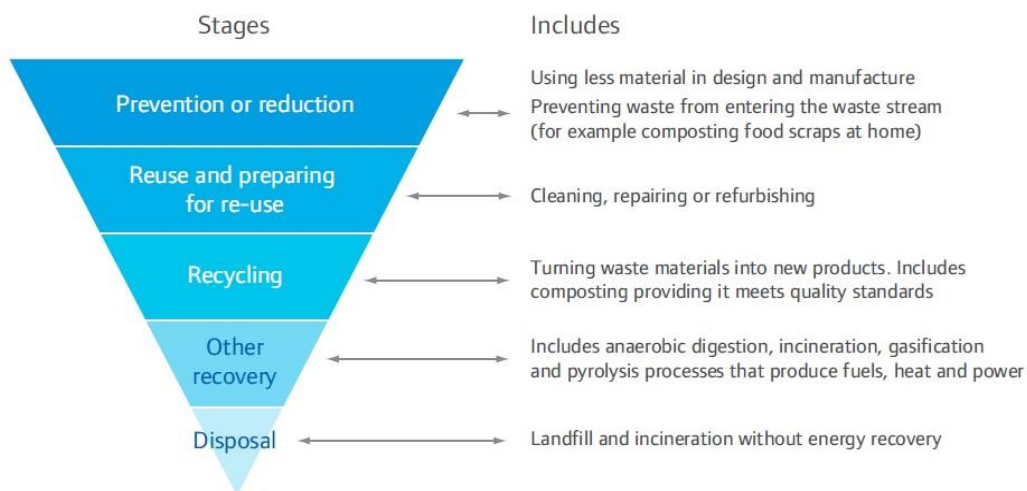 Stages
Includes
Prevention or reduction
Using less material in design and manufacture
Preventing waste from entering the waste stream
(for example composting food scraps at home)
Reuse and preparing
for re-use
Cleaning, repairing or refurbishing
Recycling
Turning waste materials into new products. Includes
composting providing it meets quality standards
Other
recovery
Includes anaerobic digestion, incineration, gasification
and pyrolysis processes that produce fuels, heat and power
Disposal
Landfill and incineration without energy recovery